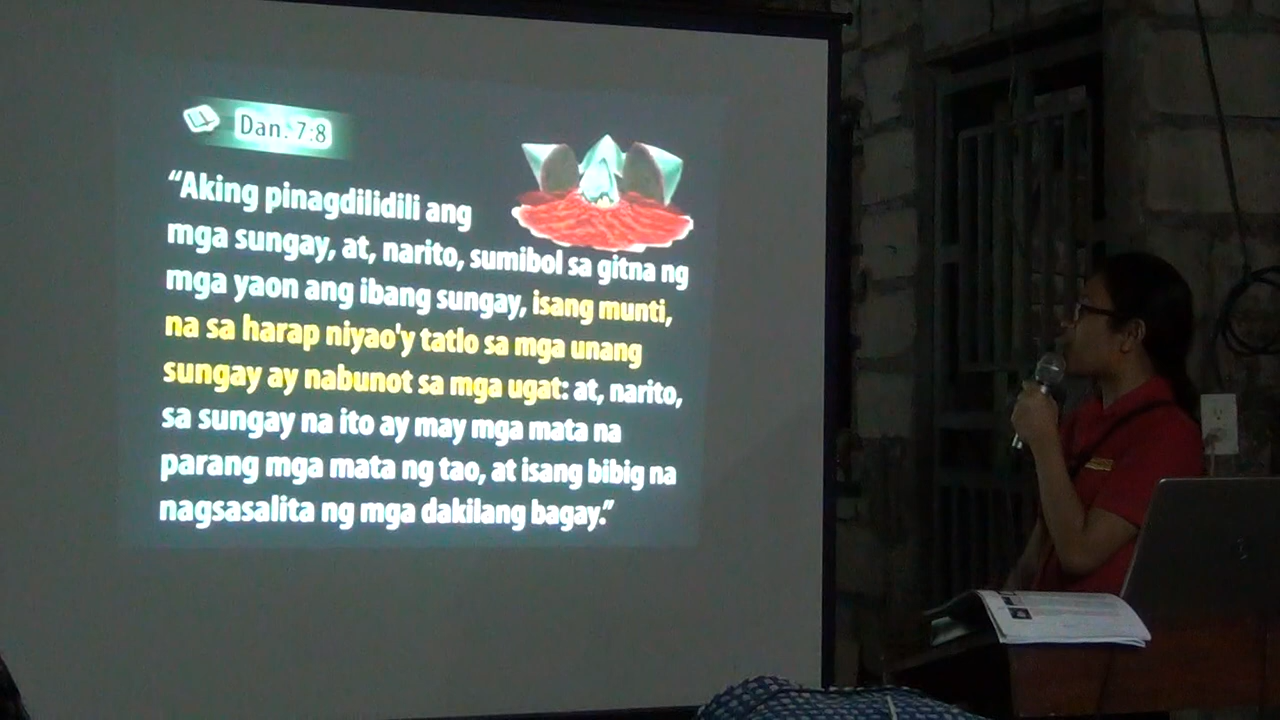 Dan. 7:8
“Aking pinagdilidili ang
mga sungay, at, narito, sumibol sa gitna ng
mga yaon ang ibang sungay, isang munti,
na sa harap niyao'y tatlo sa mga unang
sungay ay nabunot sa mga ugat: at, narito,
sa sungay na ito ay may mga mata na
parang mga mata ng tao, at isang bibig na
nagsasalita ng mga dakilang bagay.”